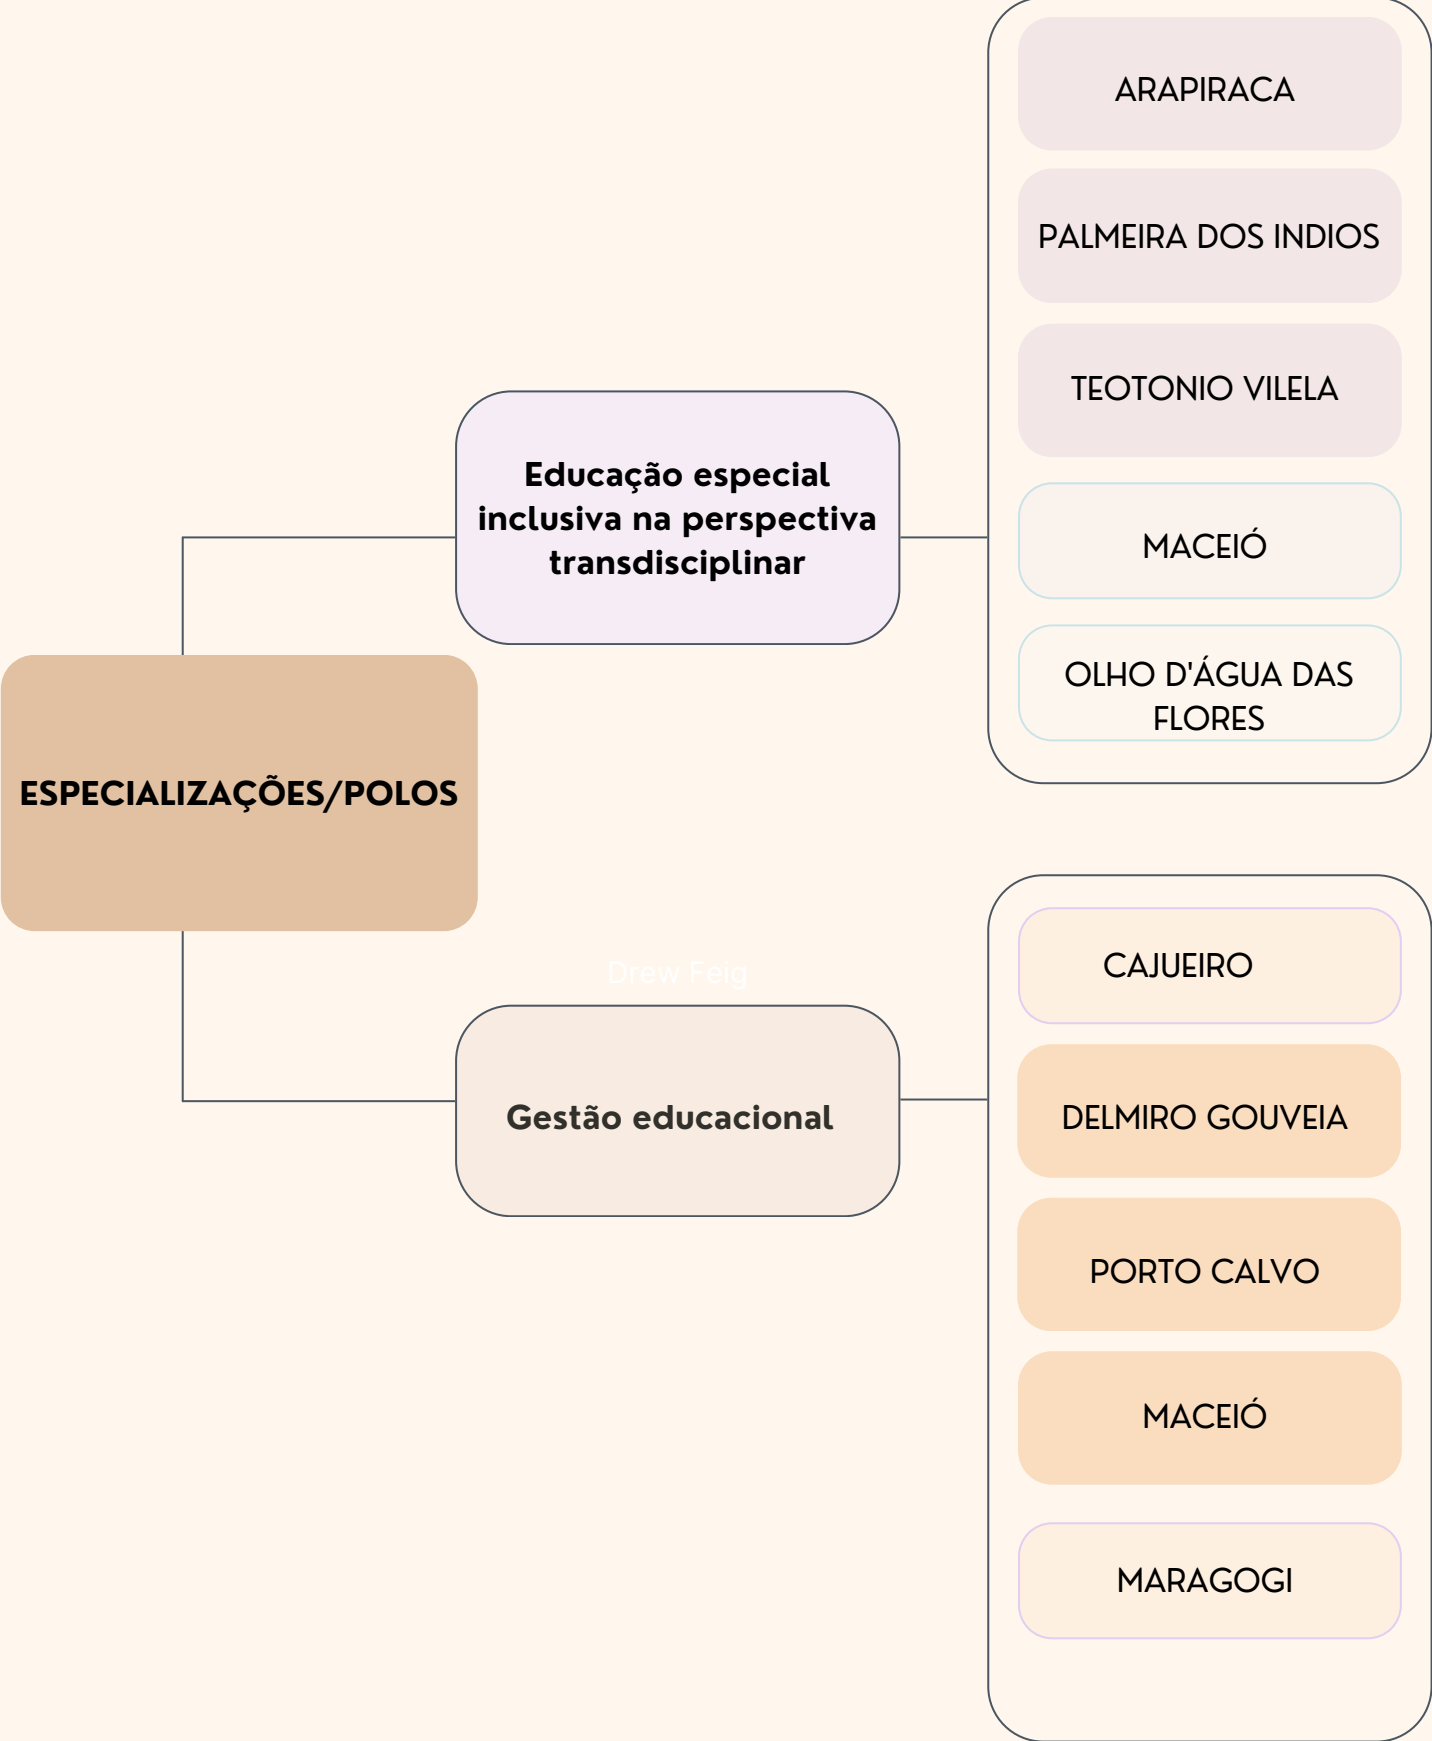 ESPECIALIZAÇÕES/POLOS
Educação especial
inclusiva na perspectiva
transdisciplinar
ARAPIRACA
PALMEIRA DOS INDIOS
TEOTONIO VILELA
MACEIÓ
OLHO D'ÁGUA DAS
FLORES
Drew Feig
Gestão educacional
CAJUEIRO
DELMIRO GOUVEIA
PORTO CALVO
MACEIÓ
MARAGOGI